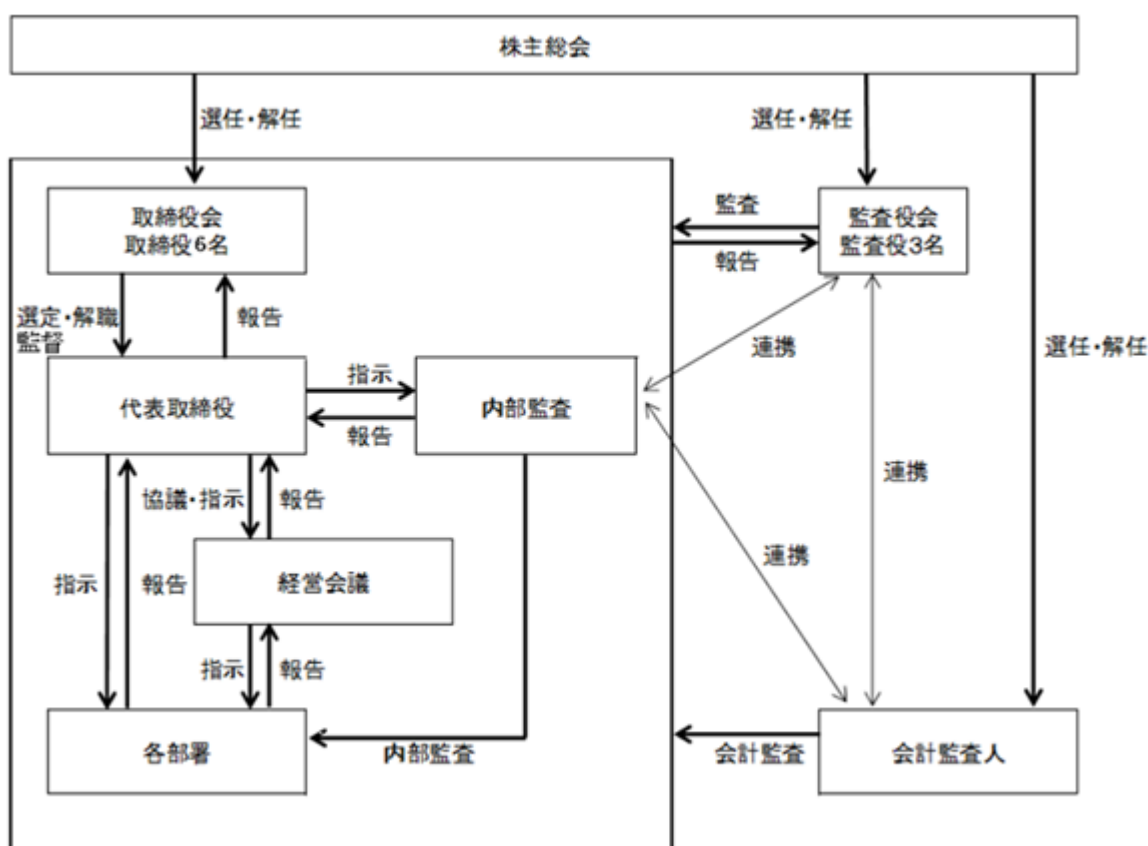 株主総会
選任・解任
選任・解任
取締役会
取締役6名
監査
監査役会
監査役3名
報告
選定・解職
監督
報告
連携
選任・解任
代表取締役
指示
報告
内部監査
協議・指示
報告
連携
経営会議
連携
指示
報告
指示
報告
各部署
内部監査
会計監査
会計監査人